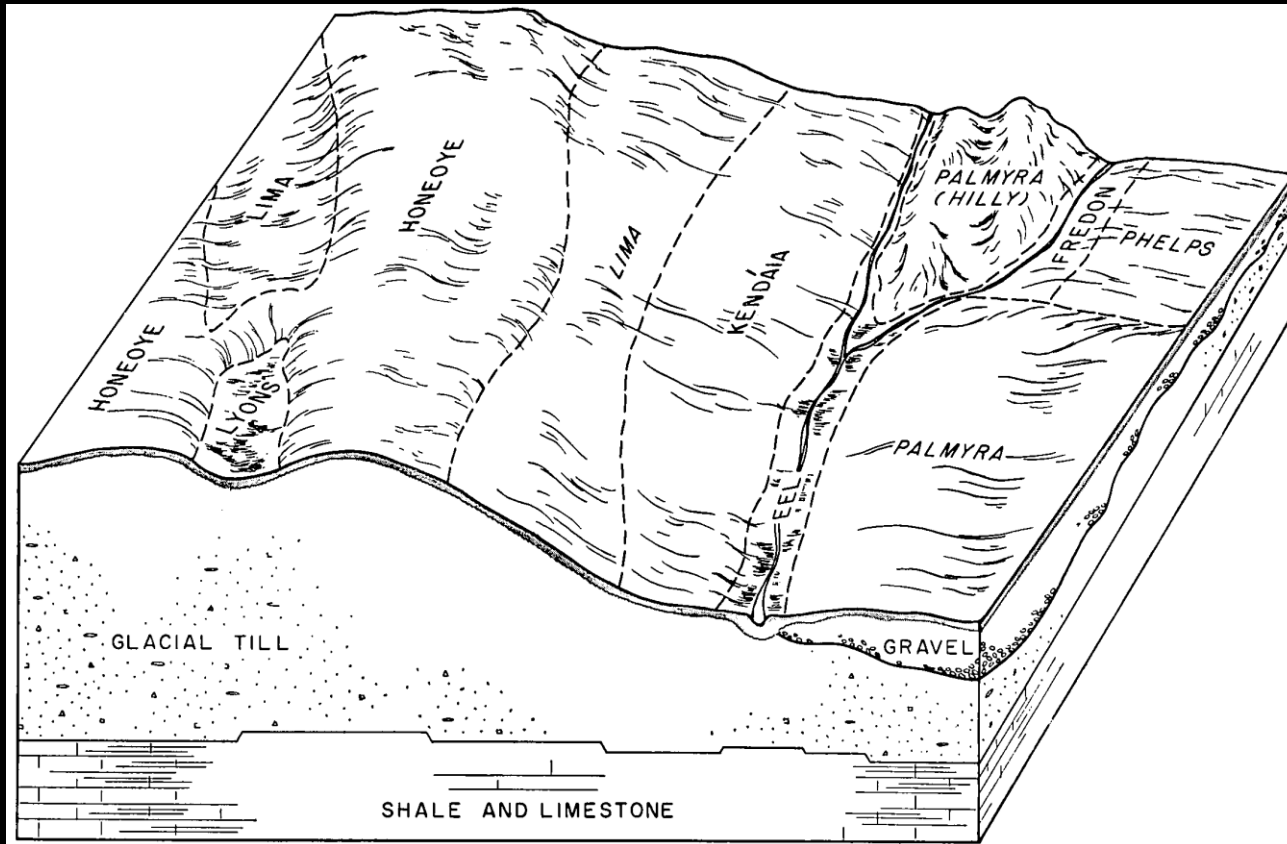 LIMA
HONEOYE
HONEOYE
LYONS
LIMA
KENDAIA
EEL
PALMYRA
(HILLY)
FREDON
PHELPS
PALMYRA
GLACIAL TILL
GRAVEL
SHALE AND LIMESTONE